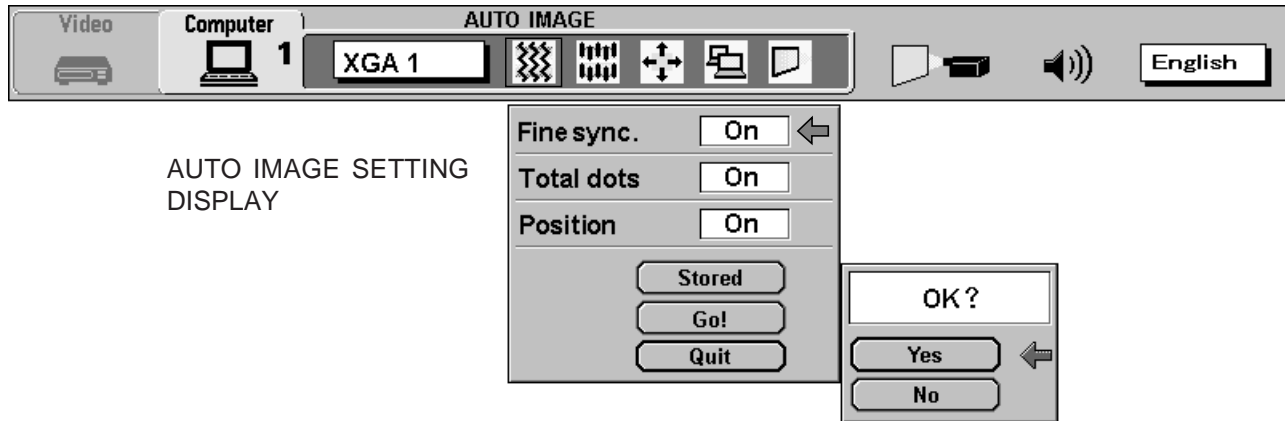 Video
Computer
AUTO IMAGE
1
XGA 1
English
AUTO IMAGE SETTING
DISPLAY
Fine sync. On
Total dots On
Position On
Stored
Go!
Quit
OK?
Yes
No